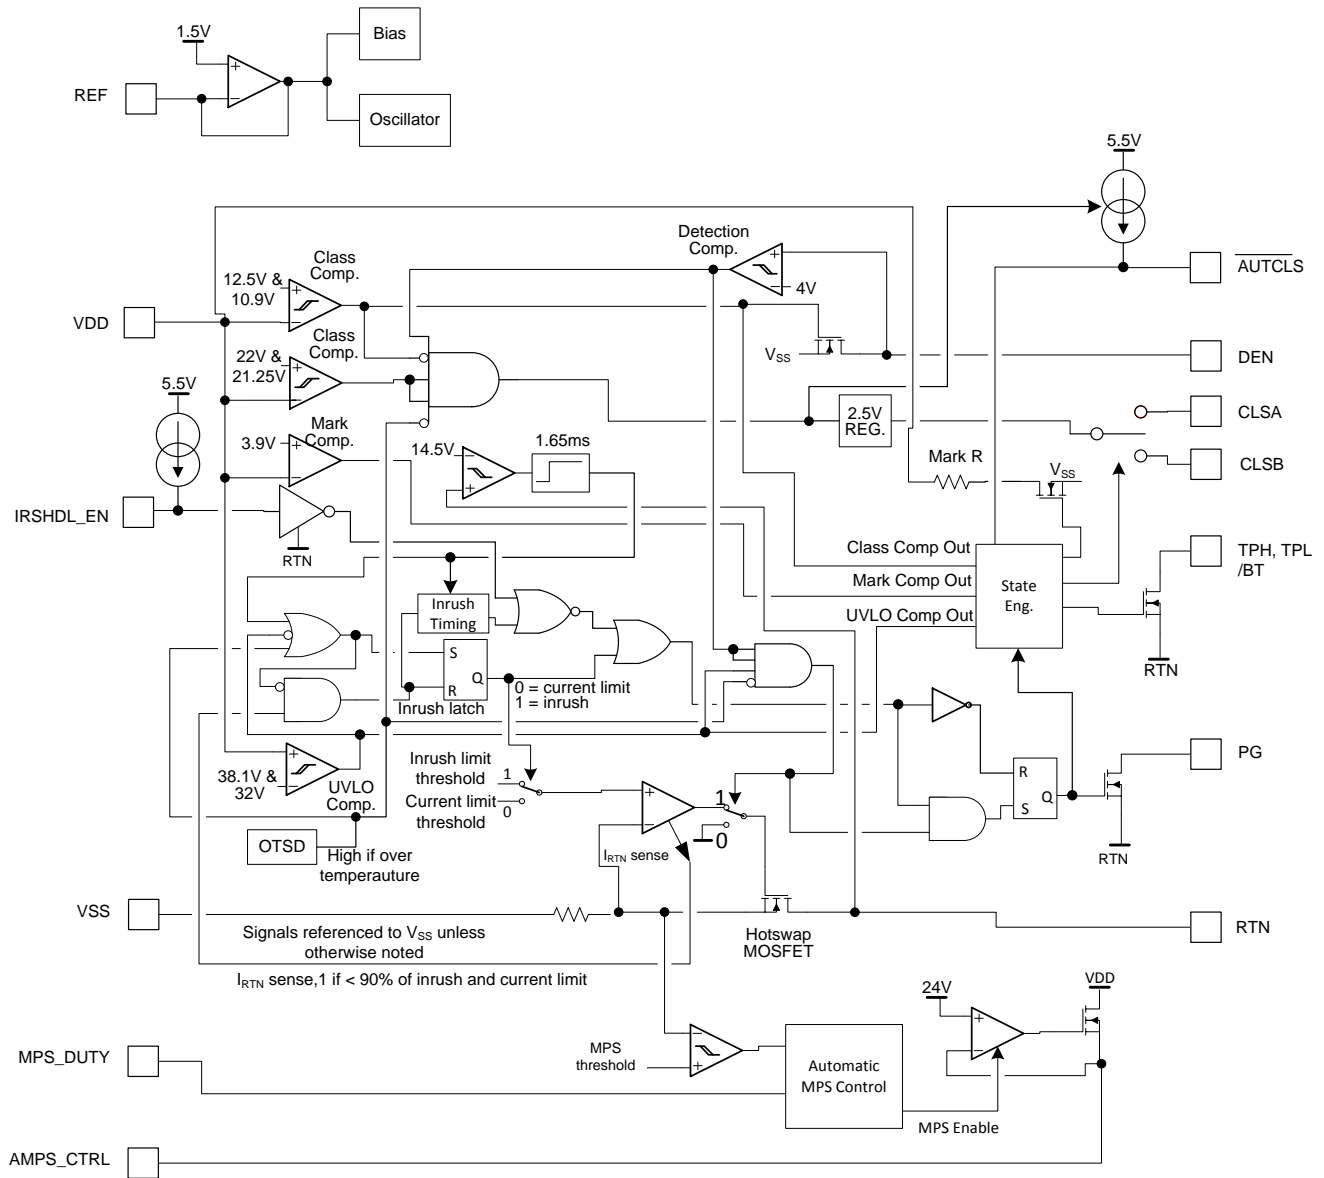 1.5V
Bias
+
REF
−
Oscillator
5.5V
Detection
Comp.
Class
Comp.
+
12.5V &
10.9V
+
4V
−
AUTCLS
VDD
−
Class
Comp.
VSS
DEN
22V &
21.25V
+
−
5.5V
2.5V
REG.
CLSA
Mark
Comp.
3.9V
+
−
14.5V
−
+
1.65ms
Mark R
VSS
CLSB
IRSHDL_EN
RTN
Class Comp Out
Mark Comp Out
UVLO Comp Out
State
Eng.
TPH, TPL
/BT
RTN
Inrush
Timing
S
Q
R
0 = current limit
1 = inrush
Inrush latch
+
38.1V &
32V
−
UVLO
Comp.
Inrush limit
threshold
1
Current limit
threshold
0
+
−
1
0
R
Q
S
PG
RTN
OTSD
High if over
temperauture
IRTN sense
VSS
Signals referenced to VSS unless
otherwise noted
Hotswap
MOSFET
RTN
IRTN sense,1 if < 90% of inrush and current limit
24V
VDD
+
−
MPS_DUTY
MPS
threshold
−
+
Automatic
MPS Control
MPS Enable
AMPS_CTRL